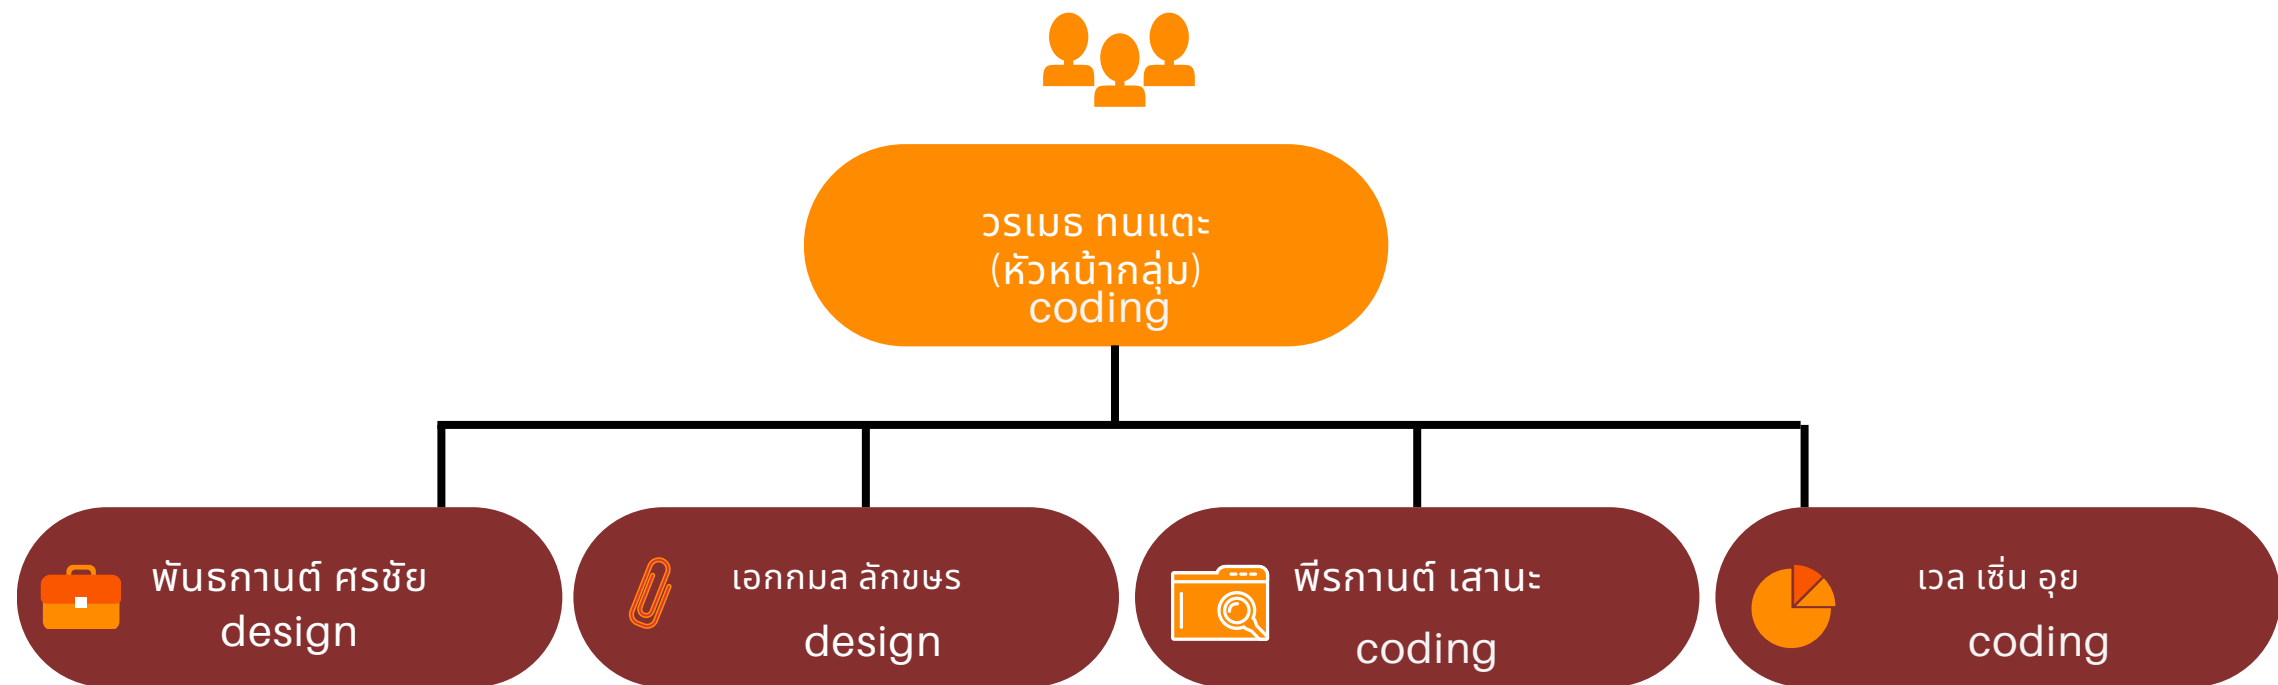 วรเมธ ทนแตะ
(หัวหน้ากลุ่ม)
coding
พันธกานต์ ศรชัย
design
เอกกมล ลักขษร
design
พีรกานต์ เสานะ
coding
เวล เซิ่น อุย
coding